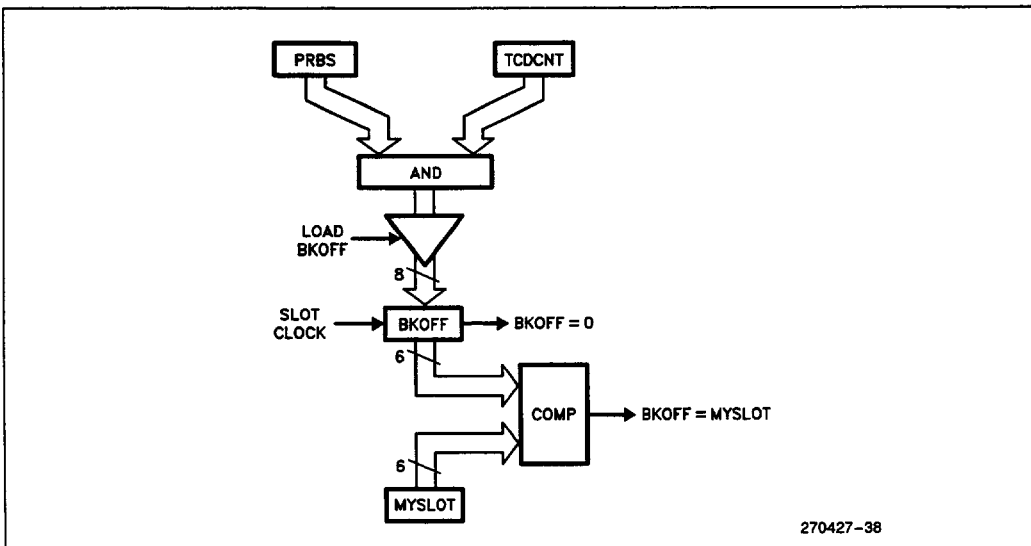 PRBS
TCDCNT
AND
LOAD
BKOFF
8
SLOT
CLOCK
BKOFF
BKOFF = 0
6
COMP
BKOFF = MYSLOT
6
MYSLOT
270427-38